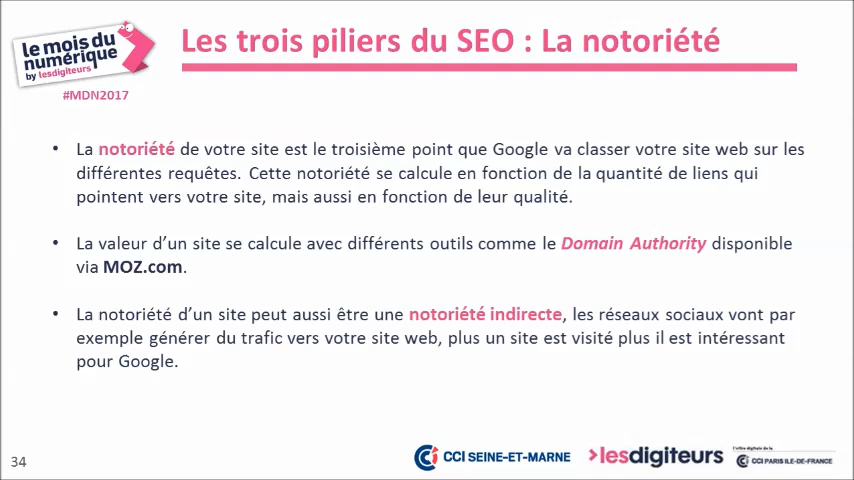 le mois du
numérique
by lesdigiteurs
#MDN2017
Les trois piliers du SEO : La notoriété
• La notoriété de votre site est le troisième point que Google va classer votre site web sur les
différentes requêtes. Cette notoriété se calcule en fonction de la quantité de liens qui
pointent vers votre site, mais aussi en fonction de leur qualité.
• La valeur d'un site se calcule avec différents outils comme le Domain Authority disponible
via MOZ.com.
• La notoriété d'un site peut aussi être une notoriété indirecte, les réseaux sociaux vont par
exemple générer du trafic vers votre site web, plus un site est visité plus il est intéressant
pour Google.
34
CCI SEINE-ET-MARNE
lesdigiteurs
l'offre digitale de la
CCI PARIS ILE-DE-FRANCE